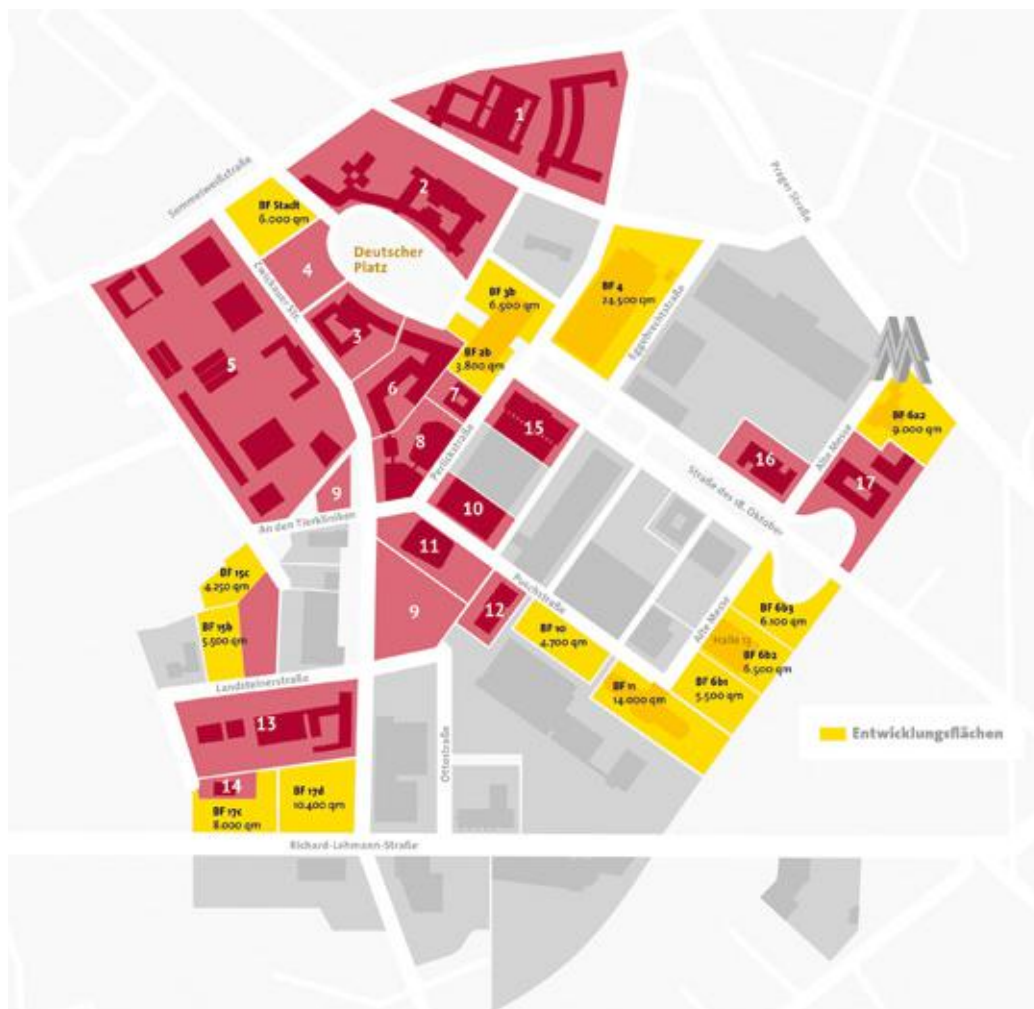 1
Prager Straße
Semmelweißstraße
2
BF Stadt
6.000 qm
Deutscher
Platz
4
Zwickauer Str.
BF 3b
6.500 qm
BF 4
24.500 qm
Eggebrechtstraße
3
5
BF 2b
3.800 qm
6
7
BF 6a2
9.000 qm
8
Perlickstraße
15
Alte Messe
16
17
9
10
Straße des 18. Oktober
An den Tierkliniken
11
BF 15c
4.250 qm
Puschstraße
9
12
BF 15b
5.500 qm
BF 10
4.700 qm
Alte Messe
BF 6b3
6.100 qm
Halle 13
BF 6b2
6.500 qm
BF 6b1
5.500 qm
BF 11
14.000 qm
Landsteinerstraße
13
Ottostraße
Entwicklungsflächen
14
BF 17c
8.000 qm
BF 17d
10.400 qm
Richard-Lehmann-Straße